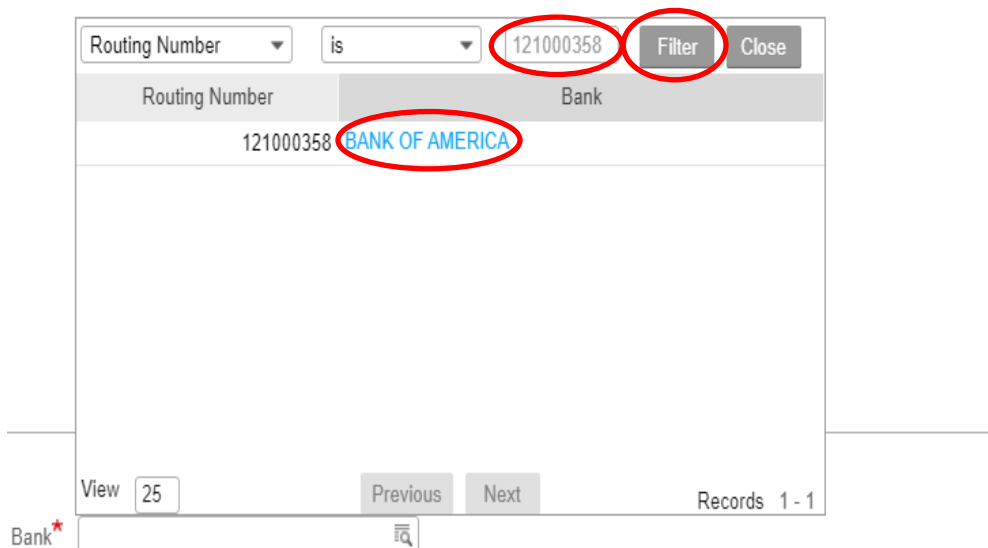 Routing Number is 121000358 Filter Close
Routing Number Bank
121000358 BANK OF AMERICA
View 25 Previous Next Records 1 - 1
Bank*